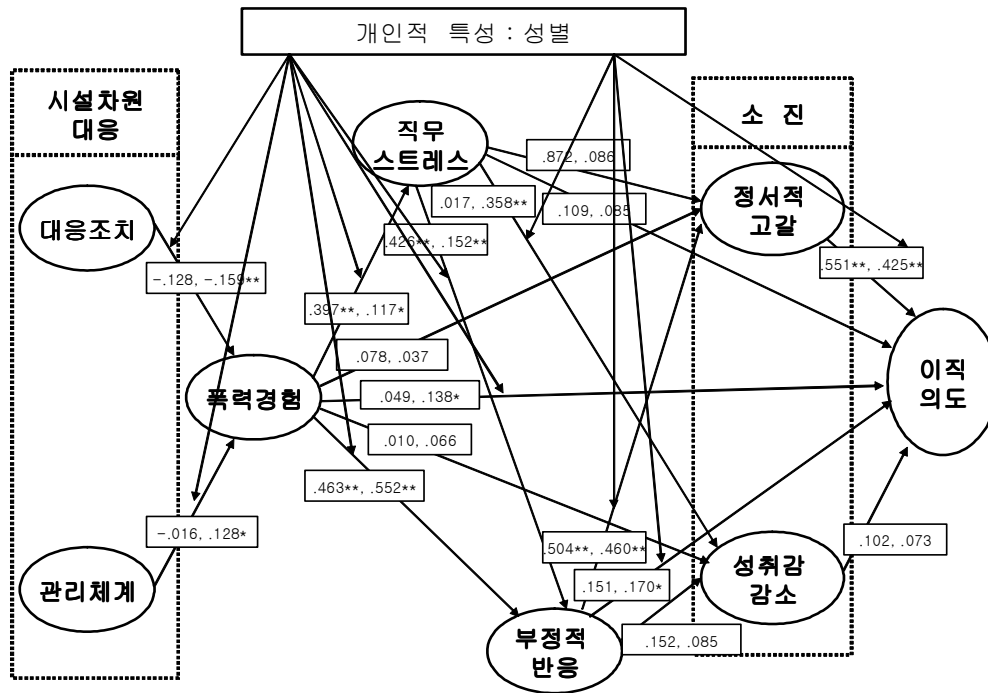 개인적 특성 : 성별
시설차원
대응
직무
스트레스
소 진
.872, .086
.017, .358**
.109, .085
정서적
고갈
대응조치
.426**, .152**
.551**, .425**
-.128, -.159**
.397**, .117*
.078, .037
이직
의도
폭력경험
.049, .138*
.010, .066
.463**, .552**
-.016, .128*
.504**, .460**
.102, .073
성취감
감소
.151, .170*
관리체계
부정적
반응
.152, .085